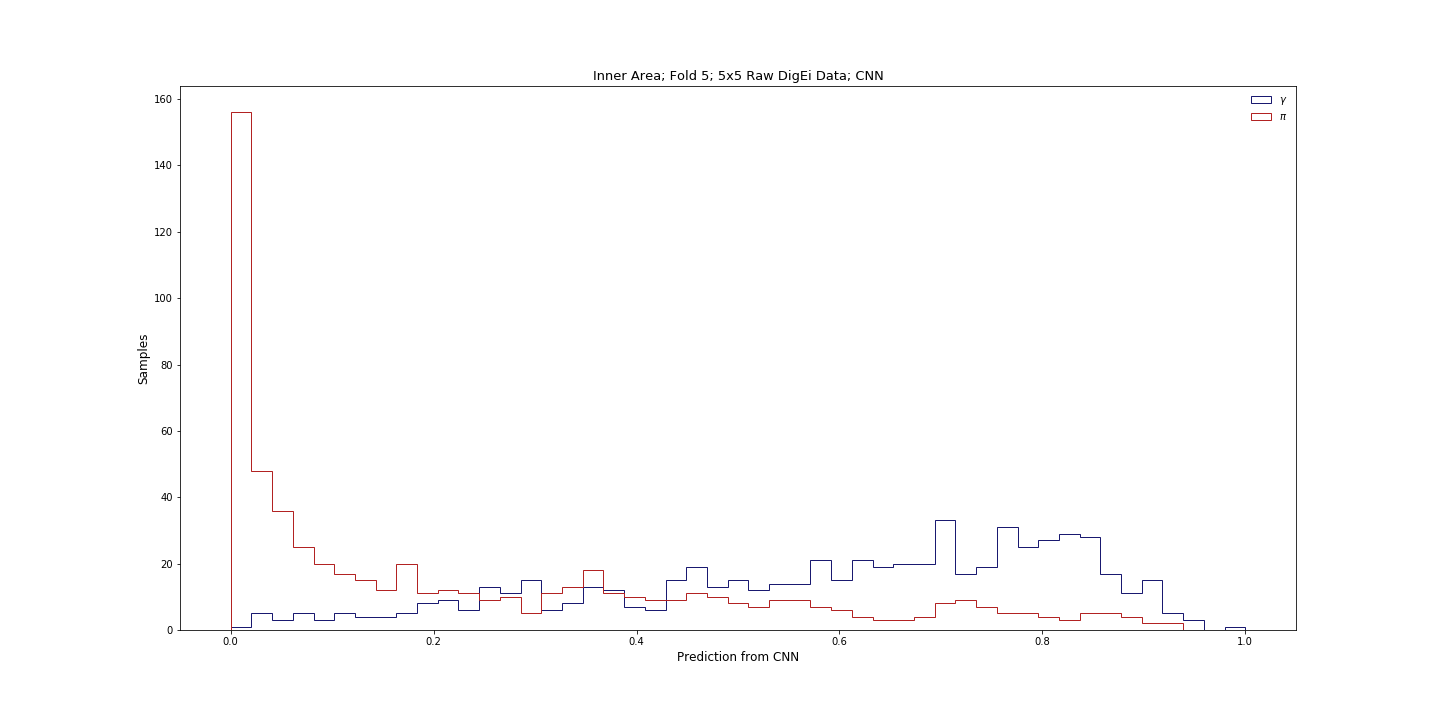 Inner Area; Fold 5; 5x5 Raw DigEi Data; CNN
γ
π
160
140
120
100
80
60
40
20
0
Samples
0.0 0.2 0.4 0.6 0.8 1.0
Prediction from CNN